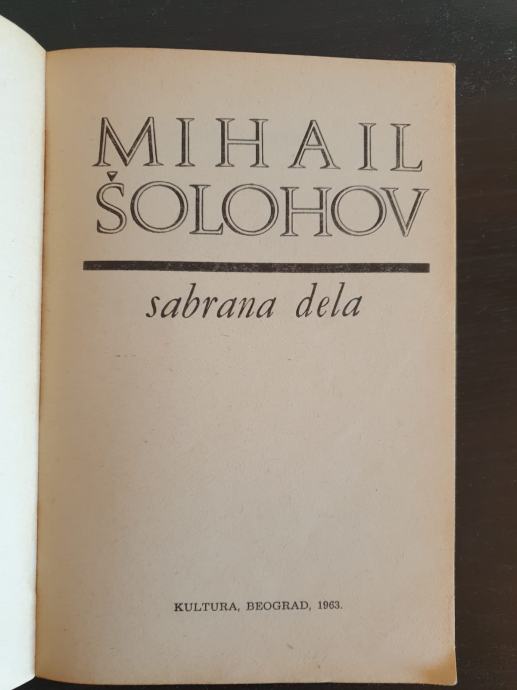 MIHAIL
ŠOLOHOV
sabrana dela
KULTURA, BEOGRAD, 1963.